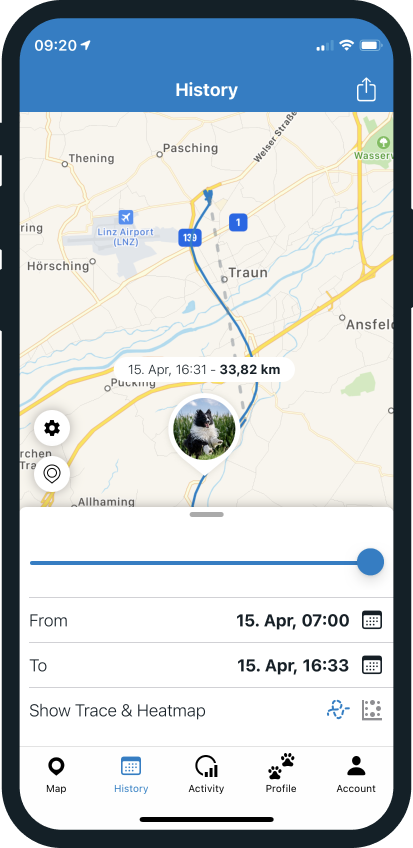 09:20
History
Pasching
Thening
Welser Straße
Wasserw
ring
Linz Airport
(LNZ)
1
139
Hörsching
Traun
Ansfeld
15. Apr, 16:31 - 33,82 km
Pucking
rchen
Tra
Allhaming
From
15. Apr, 07:00
To
15. Apr, 16:33
Show Trace & Heatmap
Map
History
Activity
Profile
Account